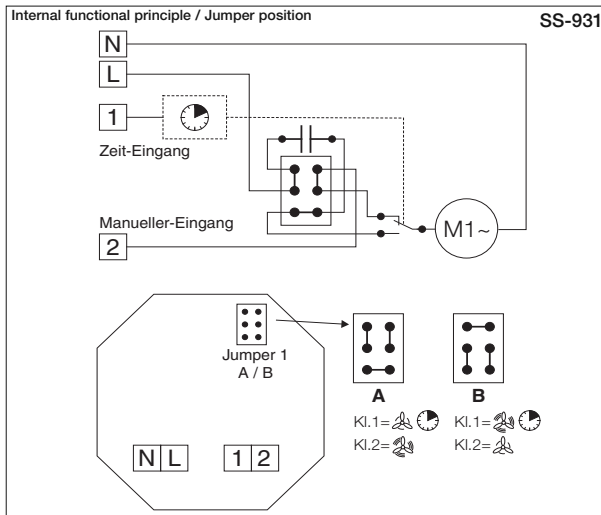 Internal functional principle / Jumper position
SS-931
N
L
1
Zeit-Eingang
Manueller-Eingang
2
M1~
Jumper 1
A / B
N L
1 2
A
Kl.1=
Kl.2=
B
Kl.1=
Kl.2=